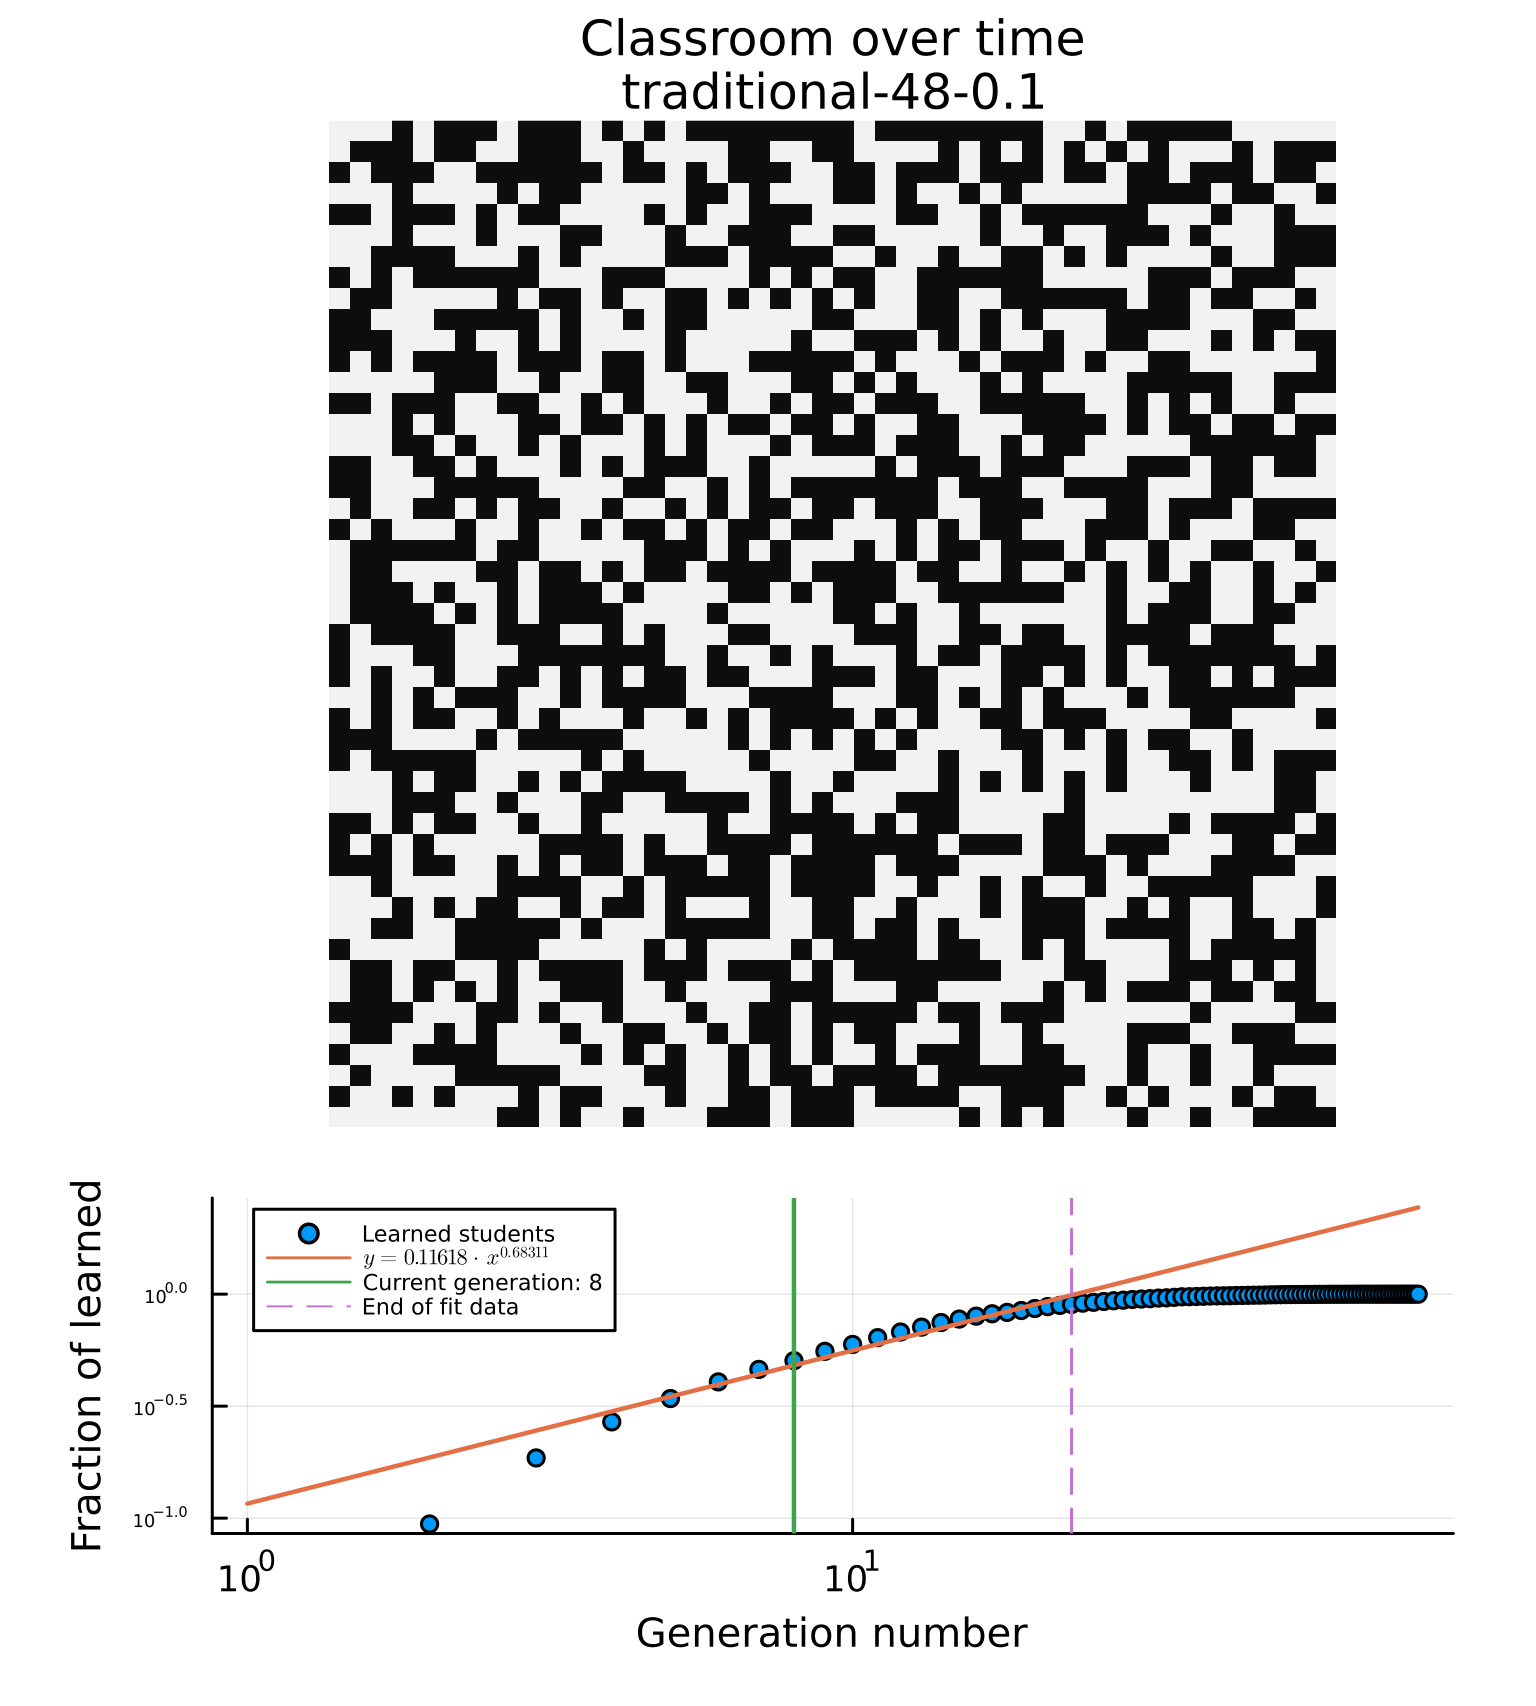 Classroom over time
traditional-48-0.1
Fraction of learned
Learned students
y = 0.11618 · x^0.68311
Current generation: 8
End of fit data
10^0.0
10^−0.5
10^−1.0
10^0
10^1
Generation number